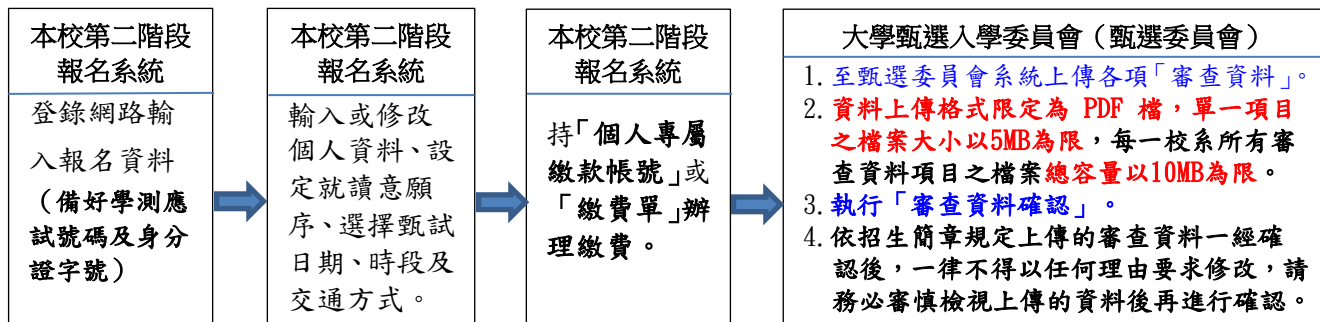 本校第二階段
報名系統
登錄網路輸
入報名資料
（備好學測應
試號碼及身分
證字號）
本校第二階段
報名系統
輸入或修改
個人資料、設
定就讀意願
序、選擇甄試
日期、時段及
交通方式。
本校第二階段
報名系統
持「個人專屬
繳款帳號」或
「繳費單」辦
理繳費。
大學甄選入學委員會（甄選委員會）
1. 至甄選委員會系統上傳各項「審查資料」。
2. 資料上傳格式限定為 PDF 檔，單一項目
之檔案大小以5MB為限，每一校系所有審
查資料項目之檔案總容量以10MB為限。
3. 執行「審查資料確認」。
4. 依招生簡章規定上傳的審查資料一經確
認後，一律不得以任何理由要求修改，請
務必審慎檢視上傳的資料後再進行確認。